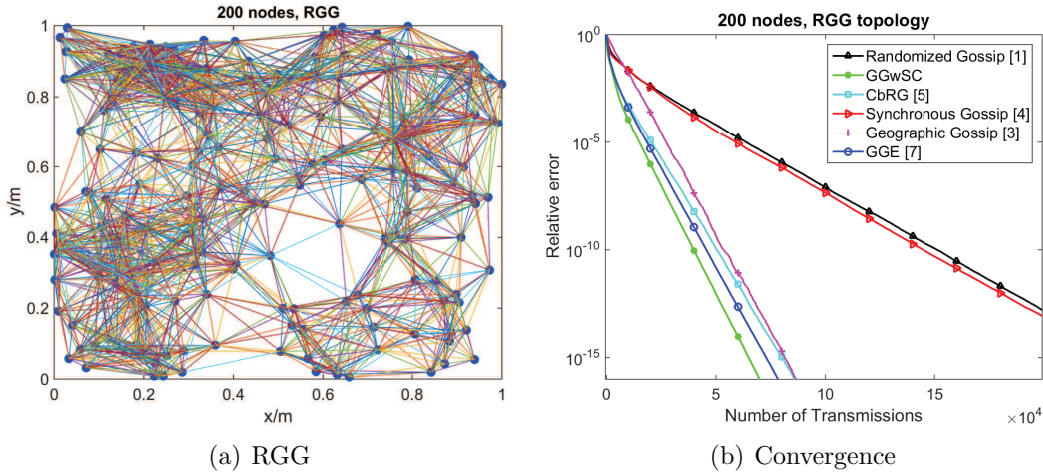 200 nodes, RGG
y/m
1
0.8
0.6
0.4
0.2
0
0
0.2
0.4
0.6
0.8
1
x/m
(a) RGG
200 nodes, RGG topology
Relative error
10^0
10^-5
10^-10
10^-15
0
5
10
15
×10^4
Number of Transmissions
Randomized Gossip [1]
GGwSC
CbRG [5]
Synchronous Gossip [4]
Geographic Gossip [3]
GGE [7]
(b) Convergence